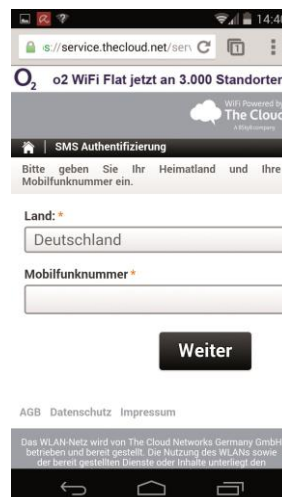 14:40
s://service.thecloud.net/serv
O2 o2 WiFi Flat jetzt an 3.000 Standorten
WiFi Powered by
The Cloud
SMS Authentifizierung
Bitte geben Sie Ihr Heimatland und Ihre
Mobilfunknummer ein.
Land: *
Deutschland
Mobilfunknummer *
Weiter
AGB Datenschutz Impressum
Das WLAN-Netz wird von The Cloud Networks Germany GmbH
betrieben und bereit gestellt. Die Nutzung des WLANs sowie
der bereit gestellten Dienste oder Inhalte unterliegt den